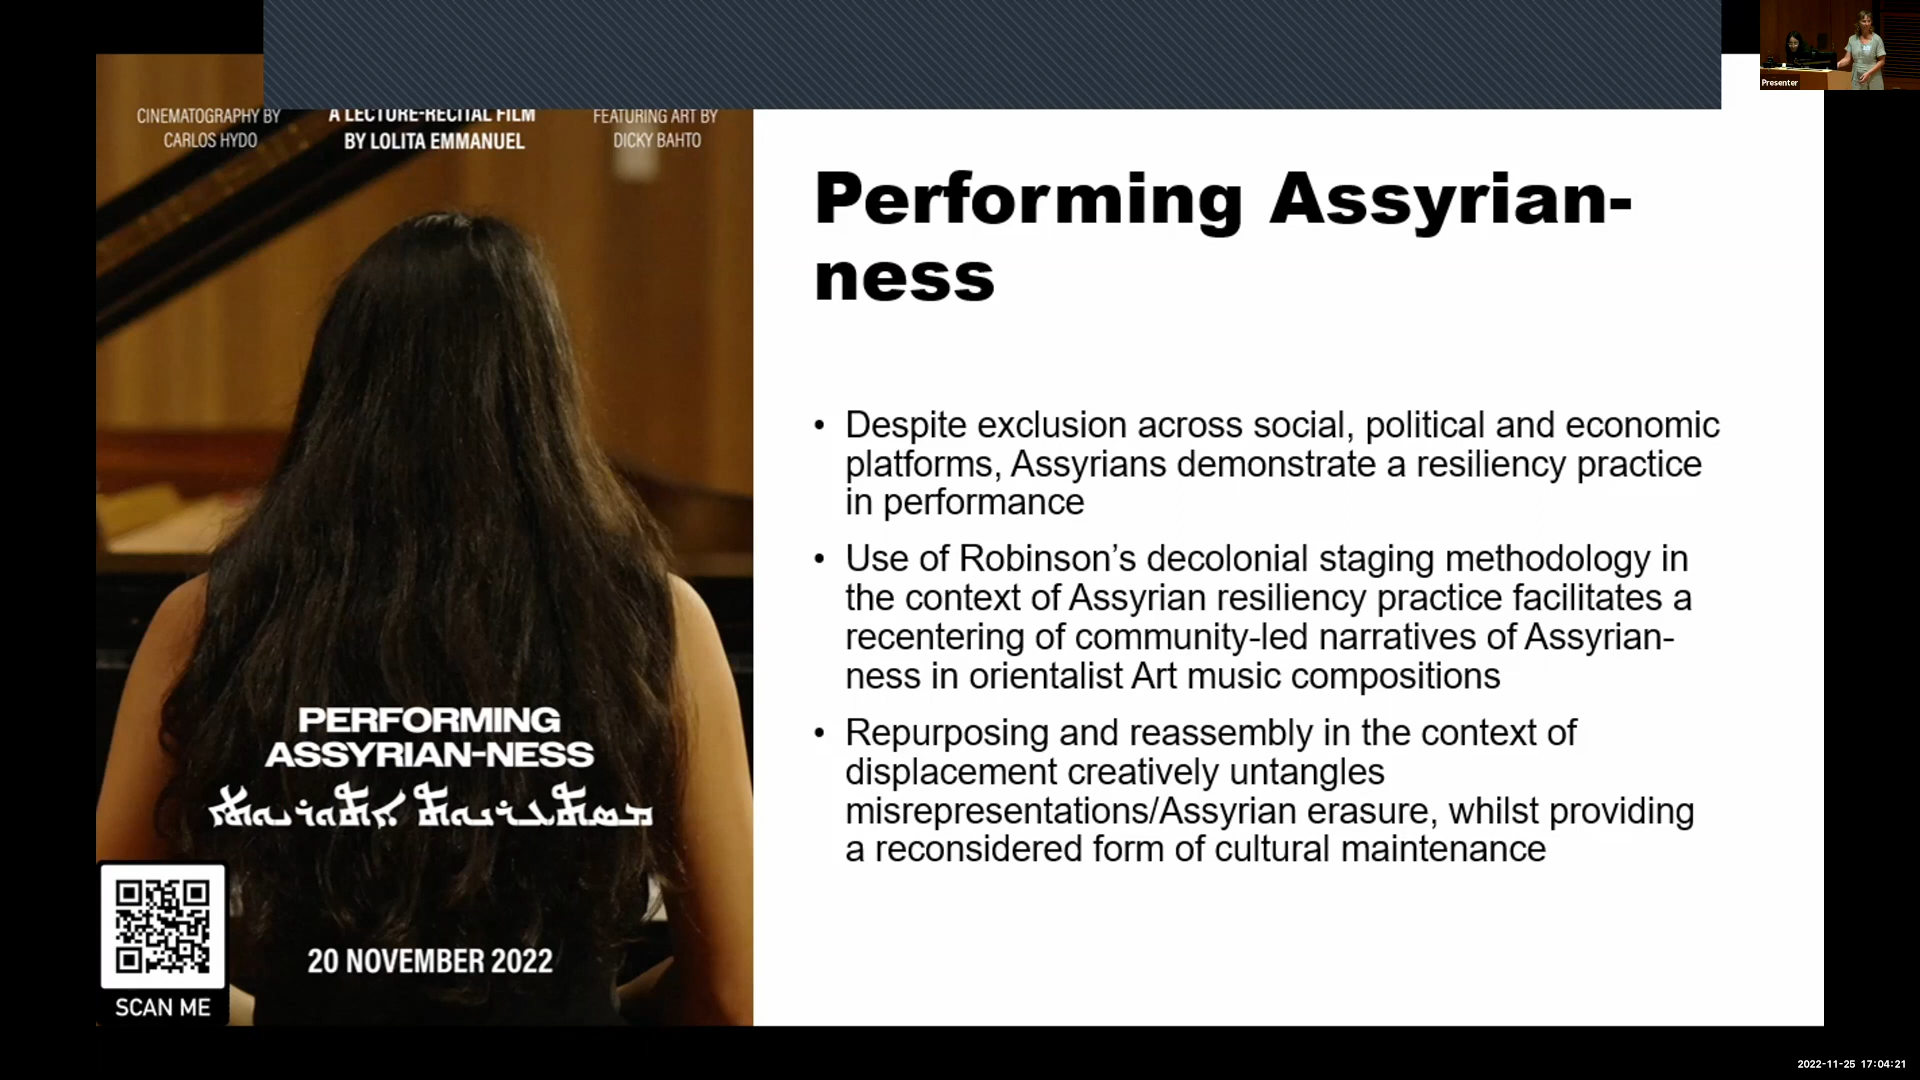 CINEMATOGRAPHY BY
CARLOS HYDO
A LECTURE-RECITAL FILM
BY LOLITA EMMANUEL
FEATURING ART BY
DICKY BAHTO
PERFORMING
ASSYRIAN-NESS
20 NOVEMBER 2022
SCAN ME
Performing Assyrian-
ness
• Despite exclusion across social, political and economic
platforms, Assyrians demonstrate a resiliency practice
in performance
• Use of Robinson’s decolonial staging methodology in
the context of Assyrian resiliency practice facilitates a
recentering of community-led narratives of Assyrian-
ness in orientalist Art music compositions
• Repurposing and reassembly in the context of
displacement creatively untangles
misrepresentations/Assyrian erasure, whilst providing
a reconsidered form of cultural maintenance
Presenter
2022-11-25 17:04:21